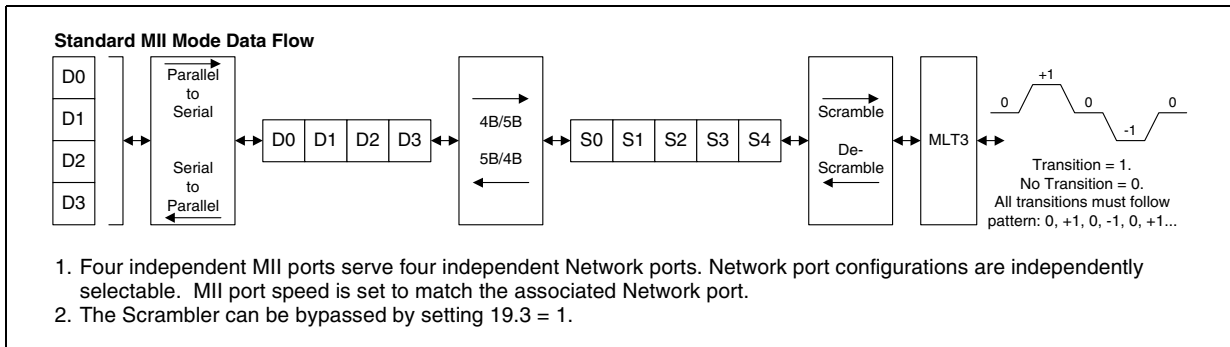 Standard MII Mode Data Flow
D0
D1
D2
D3
Parallel
to
Serial
Serial
to
Parallel
D0 D1 D2 D3
4B/5B
5B/4B
S0 S1 S2 S3 S4
Scramble
De-
Scramble
MLT3
0 +1 0 -1 0
Transition = 1.
No Transition = 0.
All transitions must follow
pattern: 0, +1, 0, -1, 0, +1...
1. Four independent MII ports serve four independent Network ports. Network port configurations are independently
selectable. MII port speed is set to match the associated Network port.
2. The Scrambler can be bypassed by setting 19.3 = 1.